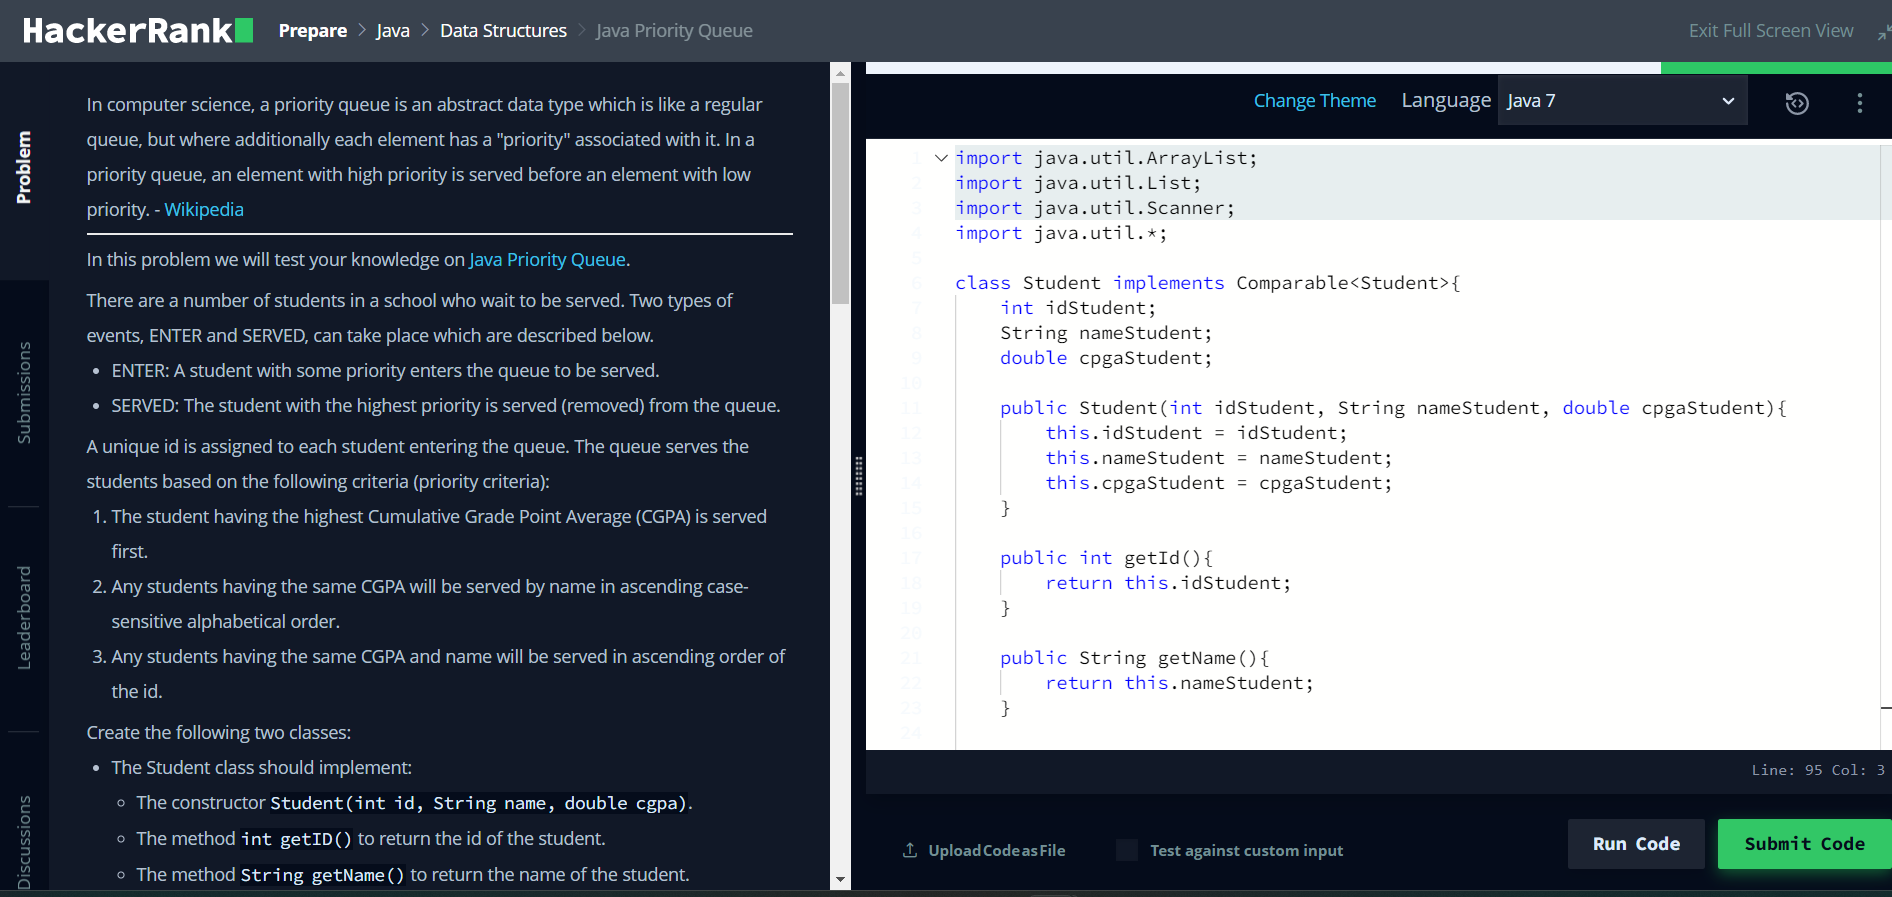 HackerRank
Prepare > Java > Data Structures > Java Priority Queue
Exit Full Screen View
Problem
Submissions
Leaderboard
Discussions
In computer science, a priority queue is an abstract data type which is like a regular
queue, but where additionally each element has a "priority" associated with it. In a
priority queue, an element with high priority is served before an element with low
priority. - Wikipedia
In this problem we will test your knowledge on Java Priority Queue.
There are a number of students in a school who wait to be served. Two types of
events, ENTER and SERVED, can take place which are described below.
• ENTER: A student with some priority enters the queue to be served.
• SERVED: The student with the highest priority is served (removed) from the queue.
A unique id is assigned to each student entering the queue. The queue serves the
students based on the following criteria (priority criteria):
1. The student having the highest Cumulative Grade Point Average (CGPA) is served
first.
2. Any students having the same CGPA will be served by name in ascending case-
sensitive alphabetical order.
3. Any students having the same CGPA and name will be served in ascending order of
the id.
Create the following two classes:
• The Student class should implement:
◦ The constructor Student(int id, String name, double cgpa).
◦ The method int getID() to return the id of the student.
◦ The method String getName() to return the name of the student.
Change Theme Language Java 7
1 import java.util.ArrayList;
2 import java.util.List;
3 import java.util.Scanner;
4 import java.util.*;
5
6 class Student implements Comparable<Student>{
7 int idStudent;
8 String nameStudent;
9 double cpgaStudent;
10
11 public Student(int idStudent, String nameStudent, double cpgaStudent){
12 this.idStudent = idStudent;
13 this.nameStudent = nameStudent;
14 this.cpgaStudent = cpgaStudent;
15 }
16
17 public int getId(){
18 return this.idStudent;
19 }
20
21 public String getName(){
22 return this.nameStudent;
23 }
24
Line: 95 Col: 3
Upload Code as File
Test against custom input
Run Code
Submit Code